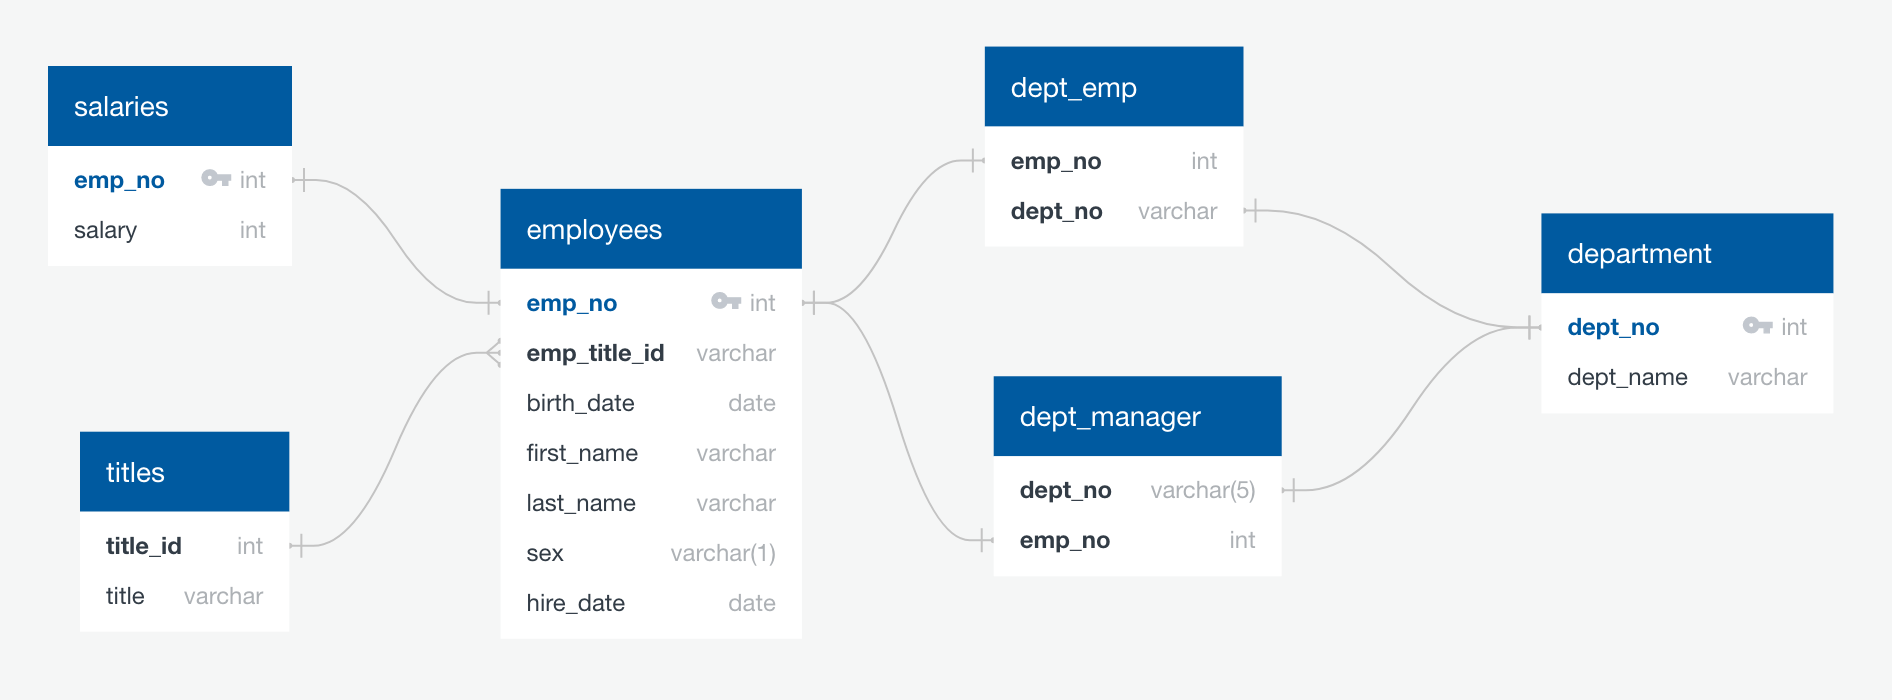 salaries
emp_no int
salary int
titles
title_id int
title varchar
employees
emp_no int
emp_title_id varchar
birth_date date
first_name varchar
last_name varchar
sex varchar(1)
hire_date date
dept_emp
emp_no int
dept_no varchar
dept_manager
dept_no varchar(5)
emp_no int
department
dept_no int
dept_name varchar